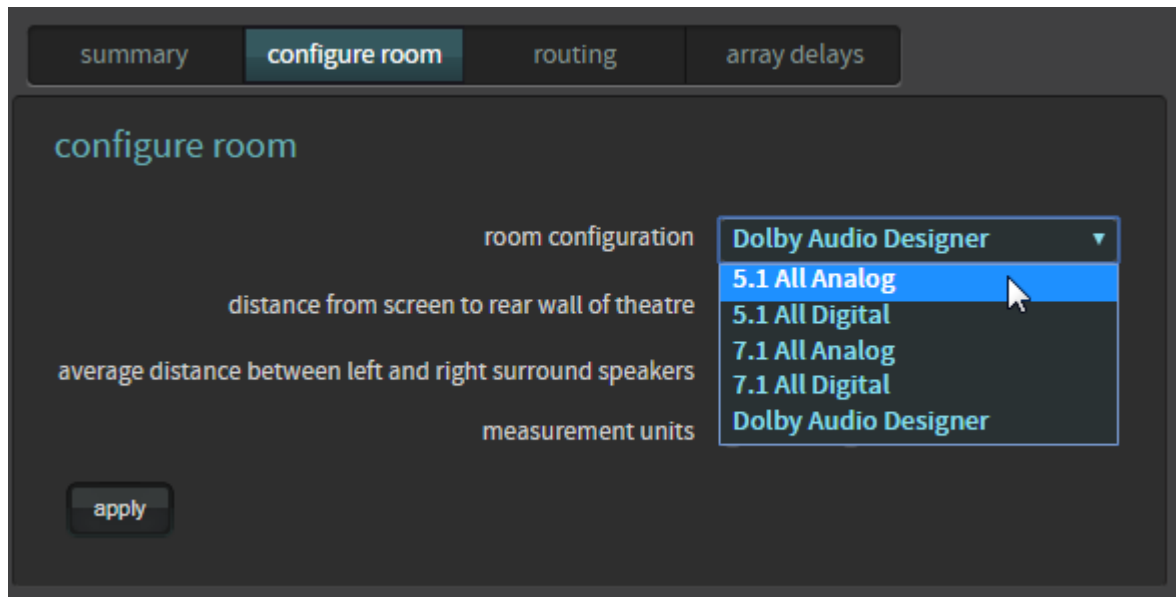 summary configure room routing array delays
configure room
room configuration Dolby Audio Designer
5.1 All Analog
distance from screen to rear wall of theatre
5.1 All Digital
7.1 All Analog
average distance between left and right surround speakers
7.1 All Digital
Dolby Audio Designer
measurement units
apply